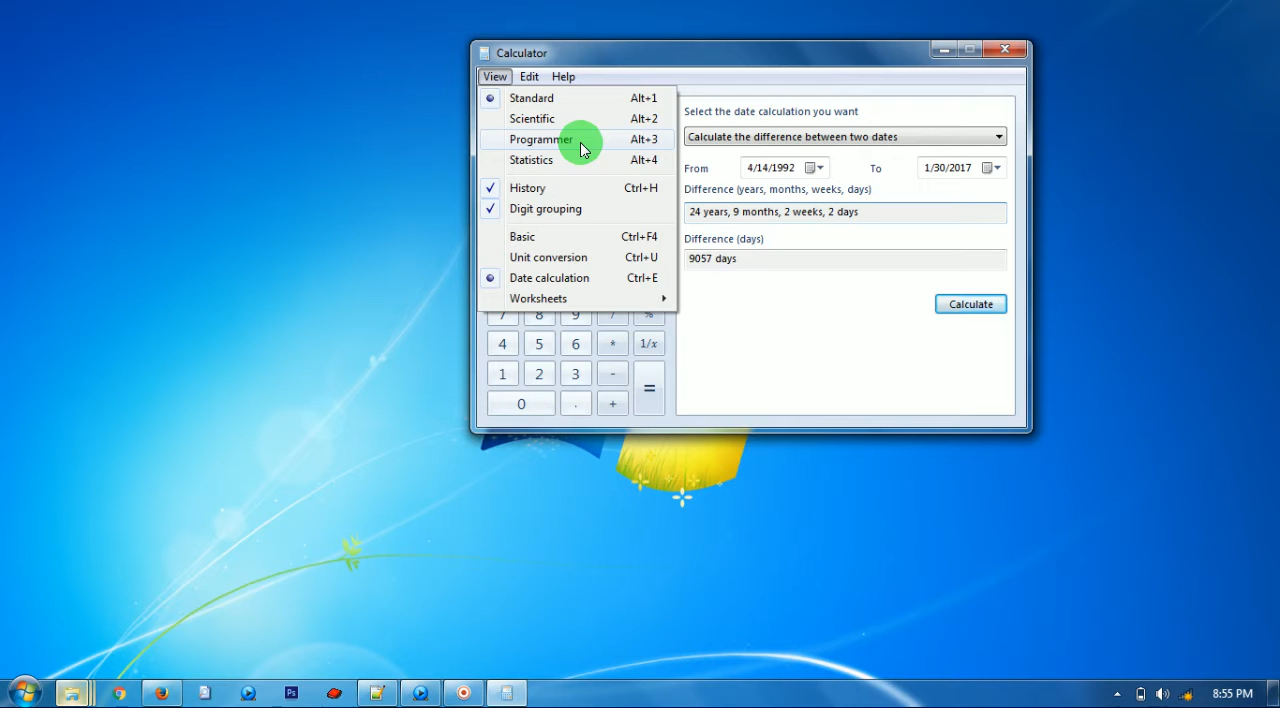 Calculator
View Edit Help
Standard Alt+1
Scientific Alt+2
Programmer Alt+3
Statistics Alt+4
History Ctrl+H
Digit grouping
Basic Ctrl+F4
Unit conversion Ctrl+U
Date calculation Ctrl+E
Worksheets
7 8 9 / %
4 5 6 * 1/x
1 2 3 - =
0 . +
Select the date calculation you want
Calculate the difference between two dates
From 4/14/1992 To 1/30/2017
Difference (years, months, weeks, days)
24 years, 9 months, 2 weeks, 2 days
Difference (days)
9057 days
Calculate
Ps
8:55 PM